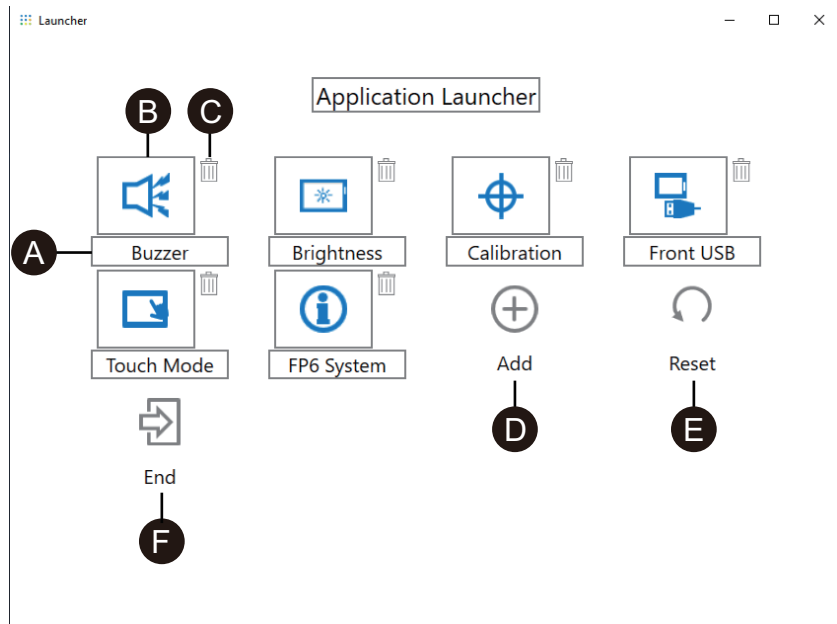 Launcher
Application Launcher
B C
A
Buzzer Brightness Calibration Front USB
Touch Mode FP6 System Add Reset
D E
End
F